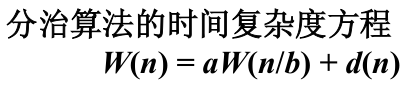 分治算法的时间复杂度方程
W(n) = aW(n/b) + d(n)